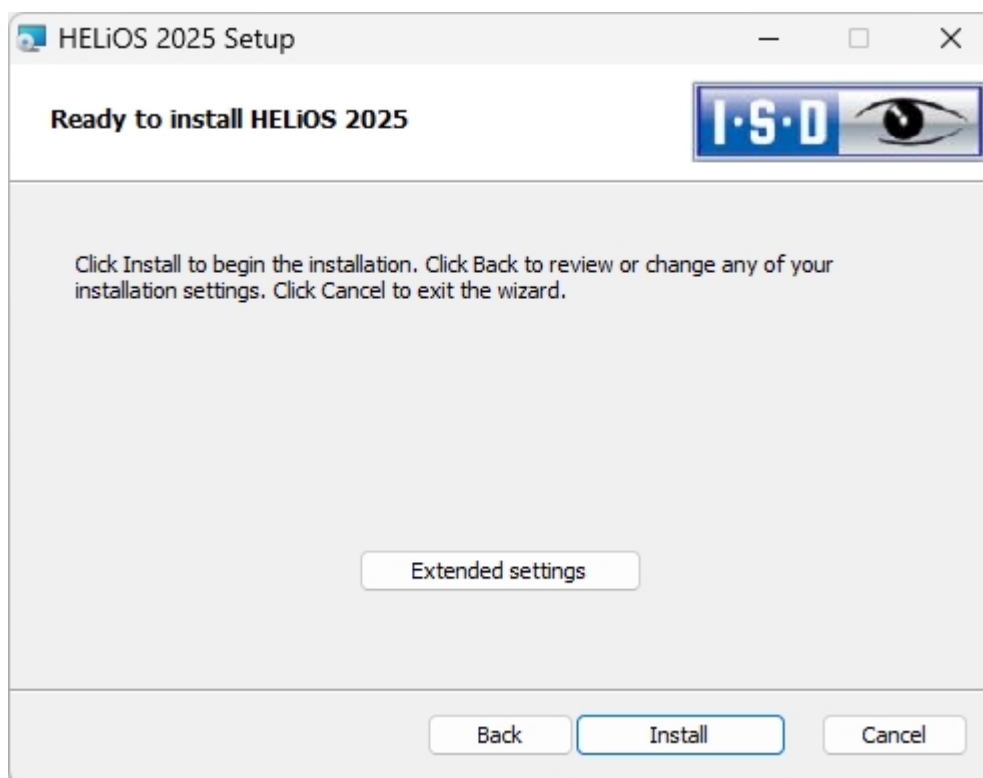 HELiOS 2025 Setup
Ready to install HELiOS 2025
I·S·D
Click Install to begin the installation. Click Back to review or change any of your
installation settings. Click Cancel to exit the wizard.
Extended settings
Back
Install
Cancel